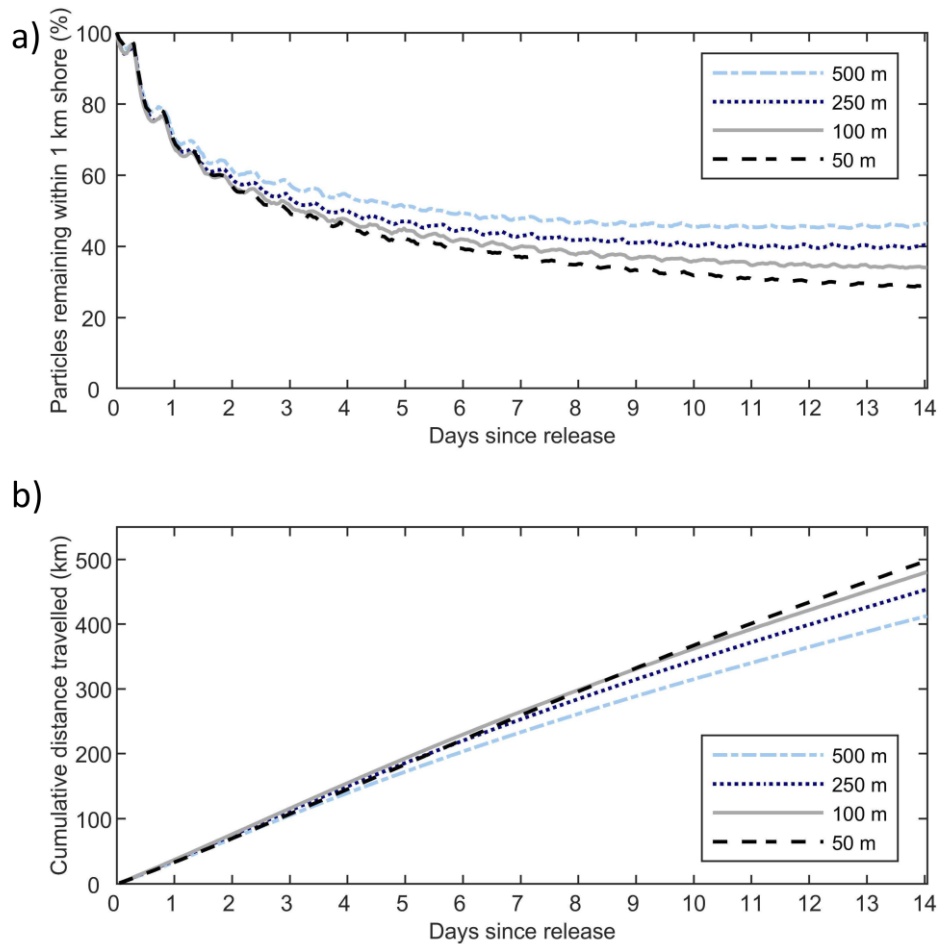 a)
Particles remaining within 1 km shore (%)
100
80
60
40
20
0
500 m
250 m
100 m
50 m
0 1 2 3 4 5 6 7 8 9 10 11 12 13 14
Days since release
b)
Cumulative distance travelled (km)
500
400
300
200
100
0
500 m
250 m
100 m
50 m
0 1 2 3 4 5 6 7 8 9 10 11 12 13 14
Days since release